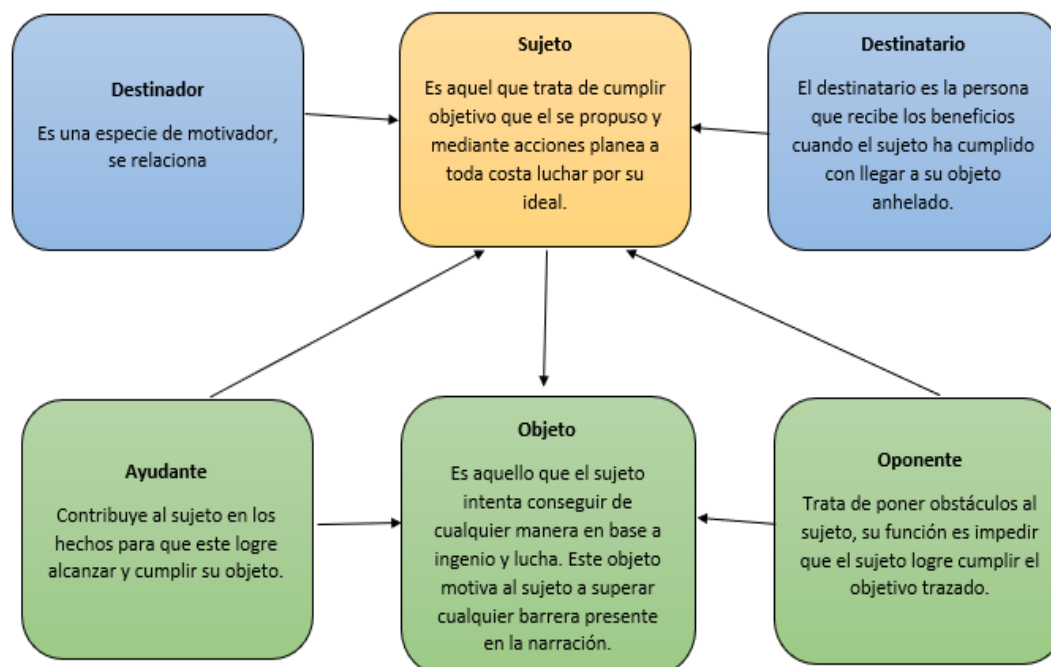 Destinador
Es una especie de motivador,
se relaciona
Sujeto
Es aquel que trata de cumplir
objetivo que el se propuso y
mediante acciones planea a
toda costa luchar por su
ideal.
Destinatario
El destinatario es la persona
que recibe los beneficios
cuando el sujeto ha cumplido
con llegar a su objeto
anhelado.
Ayudante
Contribuye al sujeto en los
hechos para que este logre
alcanzar y cumplir su objeto.
Objeto
Es aquello que el sujeto
intenta conseguir de
cualquier manera en base a
ingenio y lucha. Este objeto
motiva al sujeto a superar
cualquier barrera presente
en la narración.
Oponente
Trata de poner obstáculos al
sujeto, su función es impedir
que el sujeto logre cumplir el
objetivo trazado.